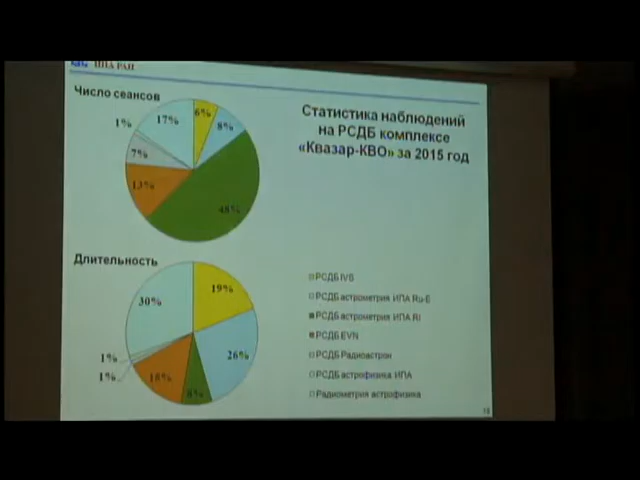 ИПА РАН
Число сеансов
Статистика наблюдений
на РСДБ комплексе
«Квазар-КВО» за 2015 год
6%
8%
48%
13%
7%
1%
17%
Длительность
19%
26%
8%
16%
1%
1%
30%
РСДБ IVS
РСДБ астрометрия ИПА Ru-E
РСДБ астрометрия ИПА RI
РСДБ EVN
РСДБ Радиоастрон
РСДБ астрофизика ИПА
Радиометрия астрофизика